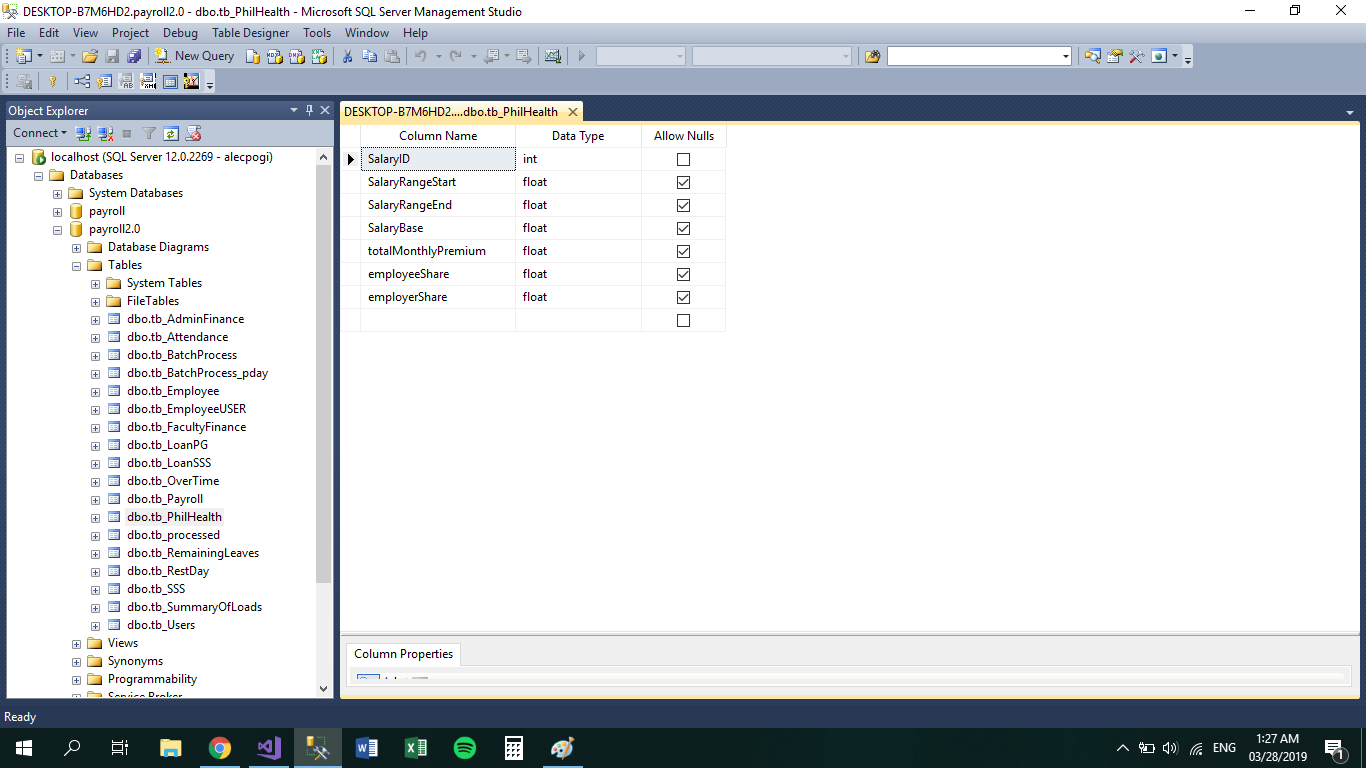 DESKTOP-B7M6HD2.payroll2.0 - dbo.tb_PhilHealth - Microsoft SQL Server Management Studio
File Edit View Project Debug Table Designer Tools Window Help
New Query
Object Explorer
Connect
localhost (SQL Server 12.0.2269 - alecpogi)
Databases
System Databases
payroll
payroll2.0
Database Diagrams
Tables
System Tables
FileTables
dbo.tb_AdminFinance
dbo.tb_Attendance
dbo.tb_BatchProcess
dbo.tb_BatchProcess_pday
dbo.tb_Employee
dbo.tb_EmployeeUSER
dbo.tb_FacultyFinance
dbo.tb_LoanPG
dbo.tb_LoanSSS
dbo.tb_OverTime
dbo.tb_Payroll
dbo.tb_PhilHealth
dbo.tb_processed
dbo.tb_RemainingLeaves
dbo.tb_RestDay
dbo.tb_SSS
dbo.tb_SummaryOfLoads
dbo.tb_Users
Views
Synonyms
Programmability
Service Broker
DESKTOP-B7M6HD2....dbo.tb_PhilHealth
Column Name Data Type Allow Nulls
SalaryID int
SalaryRangeStart float
SalaryRangeEnd float
SalaryBase float
totalMonthlyPremium float
employeeShare float
employerShare float
Column Properties
Ready
ENG
1:27 AM
03/28/2019
1